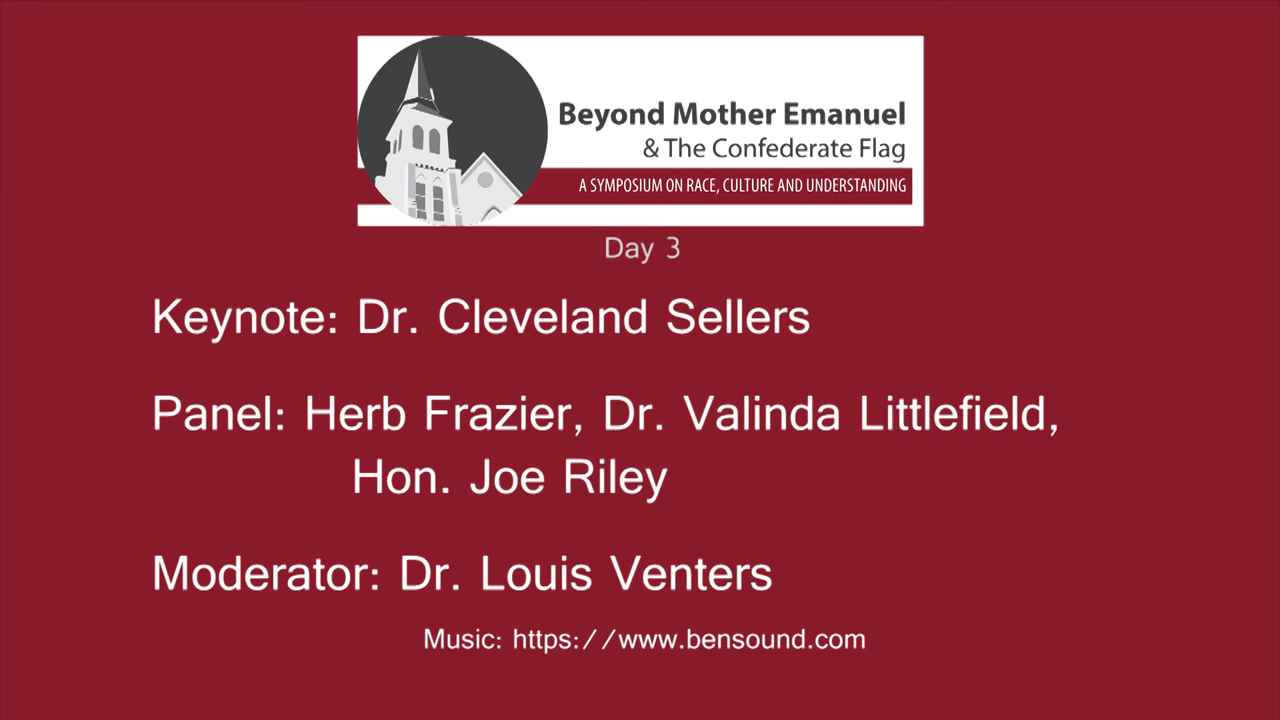 Beyond Mother Emanuel
& The Confederate Flag
A SYMPOSIUM ON RACE, CULTURE AND UNDERSTANDING
Day 3
Keynote: Dr. Cleveland Sellers
Panel: Herb Frazier, Dr. Valinda Littlefield,
Hon. Joe Riley
Moderator: Dr. Louis Venters
Music: https://www.bensound.com